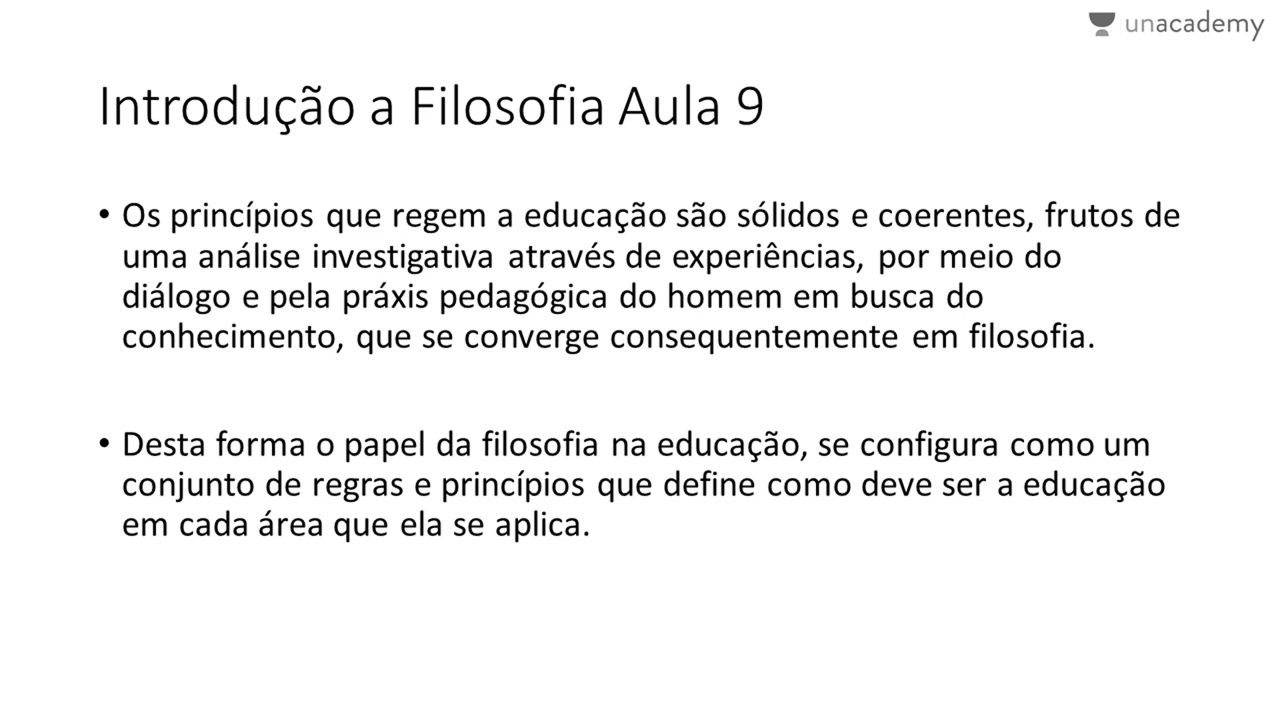 unacademy
Introdução a Filosofia Aula 9
• Os princípios que regem a educação são sólidos e coerentes, frutos de
uma análise investigativa através de experiências, por meio do
diálogo e pela práxis pedagógica do homem em busca do
conhecimento, que se converge consequentemente em filosofia.
• Desta forma o papel da filosofia na educação, se configura como um
conjunto de regras e princípios que define como deve ser a educação
em cada área que ela se aplica.